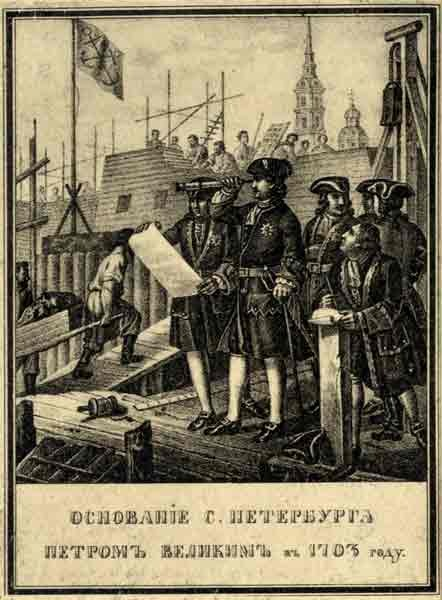 ОСНОВАНІЕ С. ПЕТЕРБУРГА
ПЕТРОМЪ ВЕЛИКИМЪ въ 1703 году.